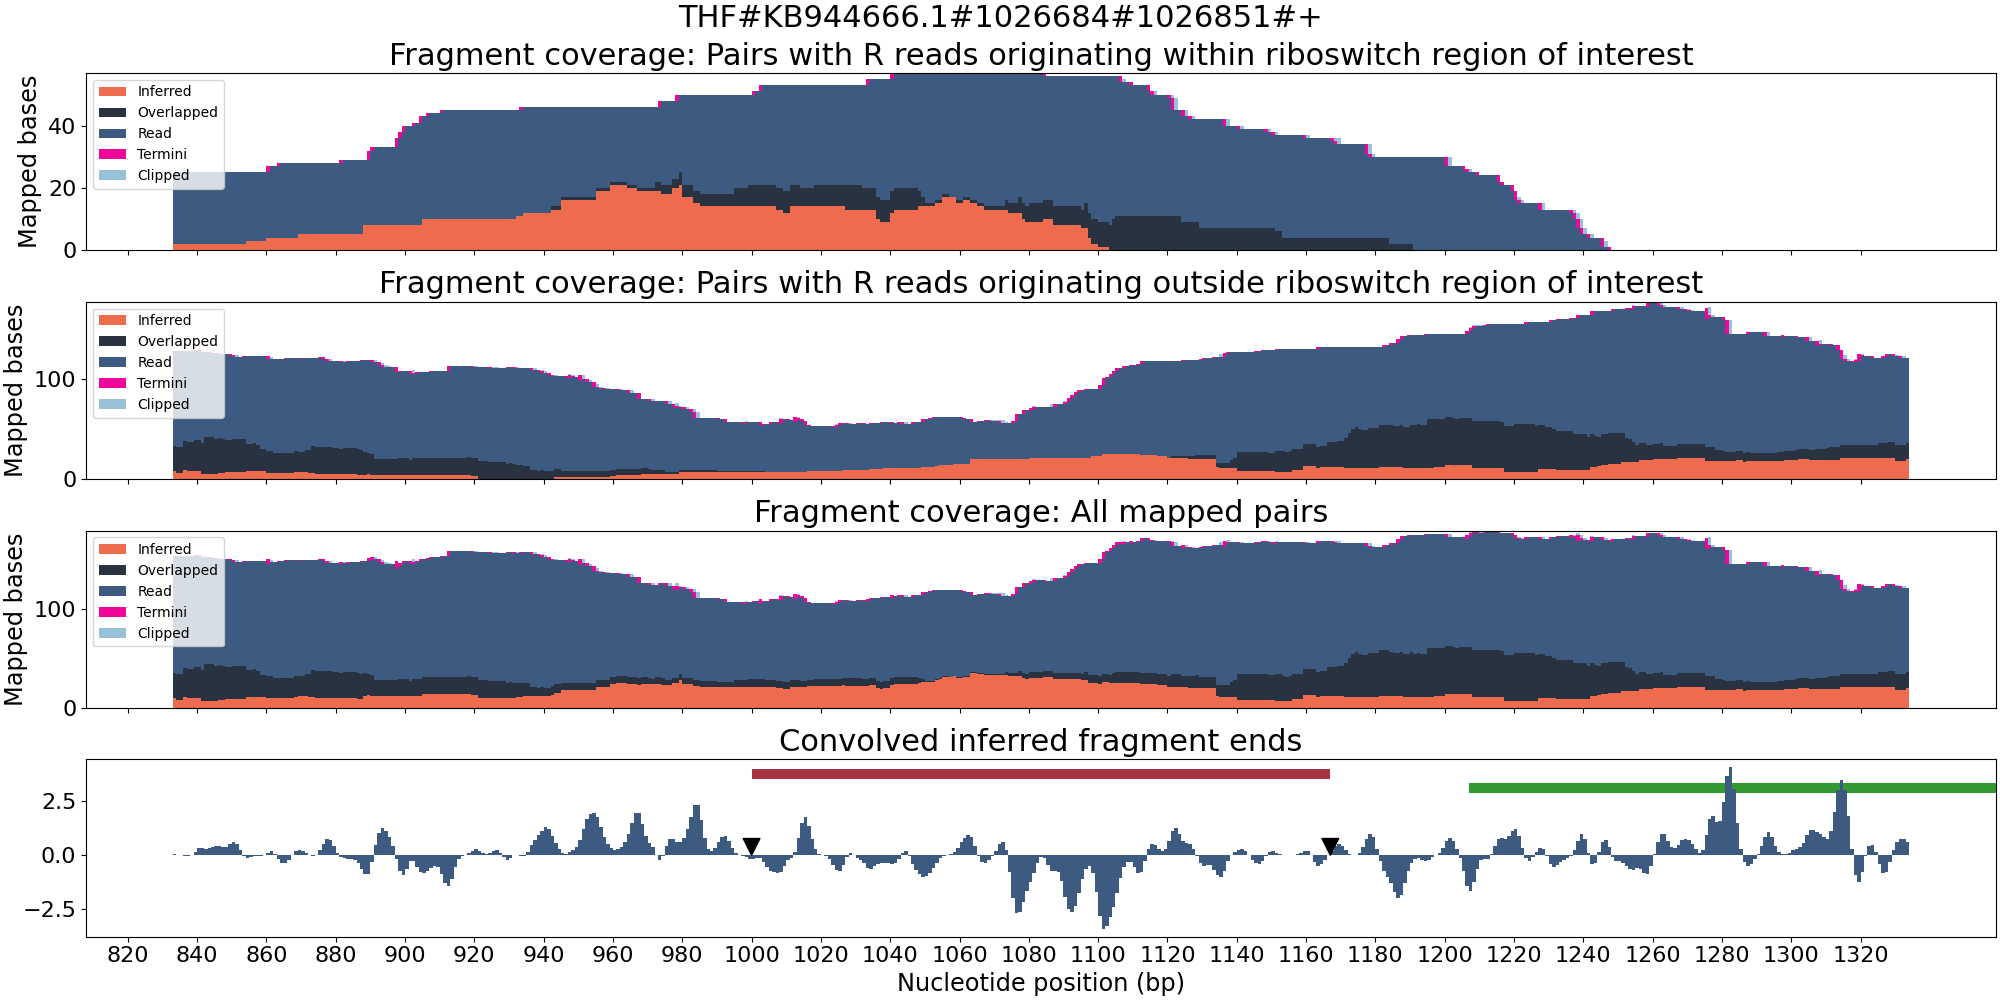 THF#KB944666.1#1026684#1026851#+
Fragment coverage: Pairs with R reads originating within riboswitch region of interest
Mapped bases
40
20
0
Inferred
Overlapped
Read
Termini
Clipped
Fragment coverage: Pairs with R reads originating outside riboswitch region of interest
Mapped bases
100
0
Inferred
Overlapped
Read
Termini
Clipped
Fragment coverage: All mapped pairs
Mapped bases
100
0
Inferred
Overlapped
Read
Termini
Clipped
Convolved inferred fragment ends
2.5
0.0
−2.5
820 840 860 880 900 920 940 960 980 1000 1020 1040 1060 1080 1100 1120 1140 1160 1180 1200 1220 1240 1260 1280 1300 1320
Nucleotide position (bp)